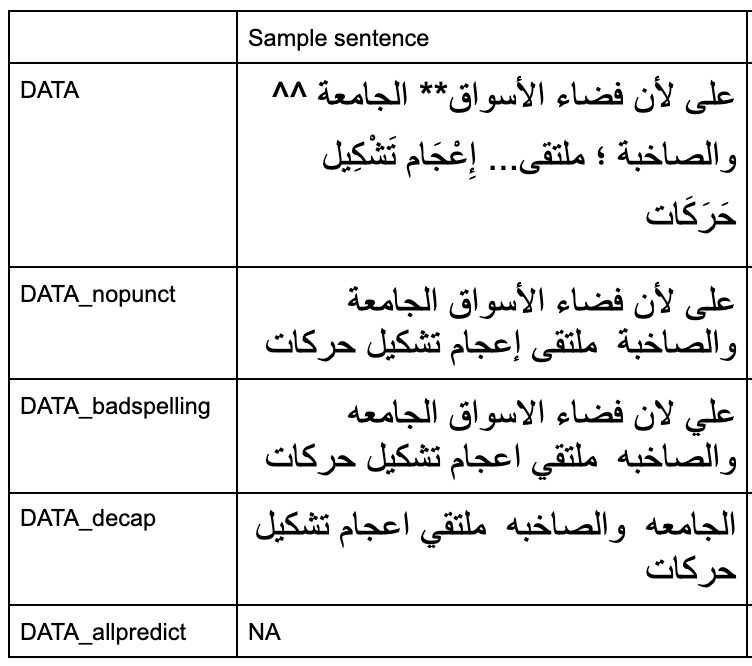 Sample sentence
DATA
على لأن فضاء الأسواق** الجامعة ^^
والصاخبة ؛ ملتقى... إِعْجَام تَشْكِيل
حَرَكَات
DATA_nopunct
على لأن فضاء الأسواق الجامعة
والصاخبة ملتقى إعجام تشكيل حركات
DATA_badspelling
علي لان فضاء الاسواق الجامعه
والصاخبه ملتقي اعجام تشكيل حركات
DATA_decap
الجامعه والصاخبه ملتقي اعجام تشكيل
حركات
DATA_allpredict
NA